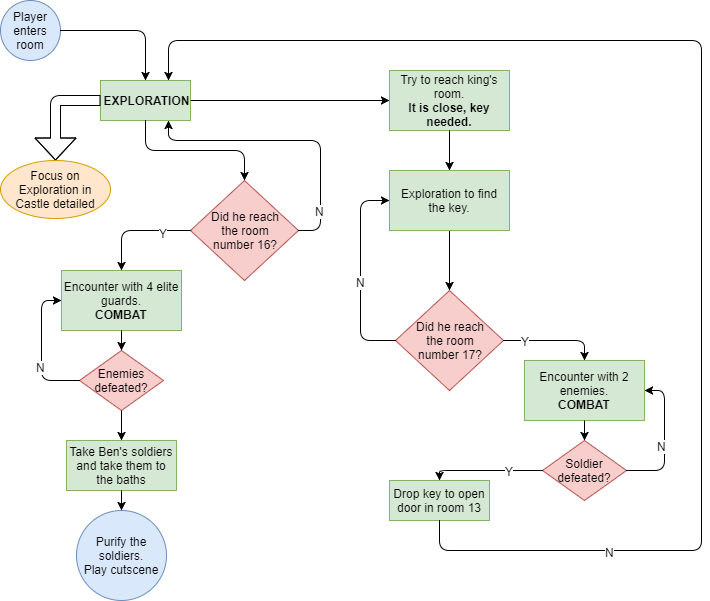 Player
enters
room
EXPLORATION
Focus on
Exploration in
Castle detailed
Did he reach
the room
number 16?
N
Y
Encounter with 4 elite
guards.
COMBAT
N
Enemies
defeated?
Take Ben's soldiers
and take them to
the baths
Purify the
soldiers.
Play cutscene
Try to reach king's
room.
It is close, key
needed.
Exploration to find
the key.
N
Did he reach
the room
number 17?
Y
Encounter with 2
enemies.
COMBAT
N
Soldier
defeated?
Y
Drop key to open
door in room 13
N